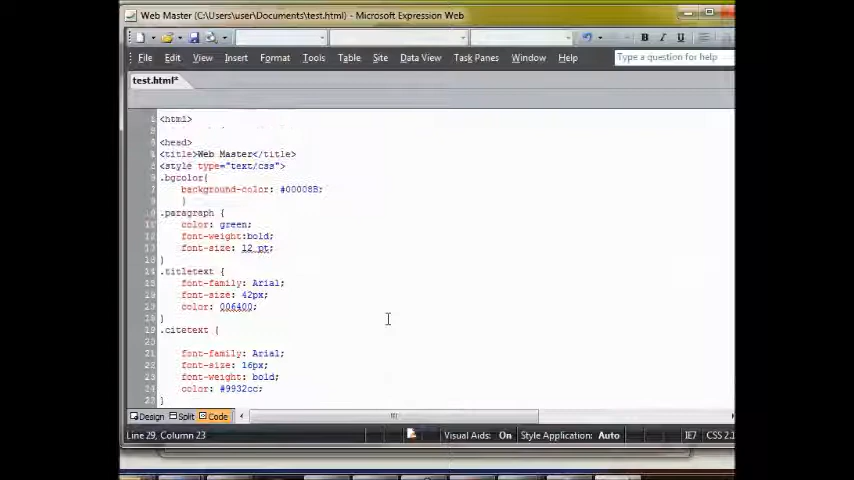 Web Master (C:\Users\user\Documents\test.html) - Microsoft Expression Web
B I U
File Edit View Insert Format Tools Table Site Data View Task Panes Window Help Type a question for help
test.html*
<html>
<head>
<title>Web Master</title>
<style type="text/css">
.bgcolor{
background-color: #00008B;
}
.paragraph {
color: green;
font-weight:bold;
font-size: 12 pt;
}
.titletext {
font-family: Arial;
font-size: 42px;
color: 006400;
}
.citetext {
font-family: Arial;
font-size: 16px;
font-weight: bold;
color: #9932cc;
}
Design Split Code
Line 29, Column 23 Visual Aids: On Style Application: Auto IE7 CSS 2.1